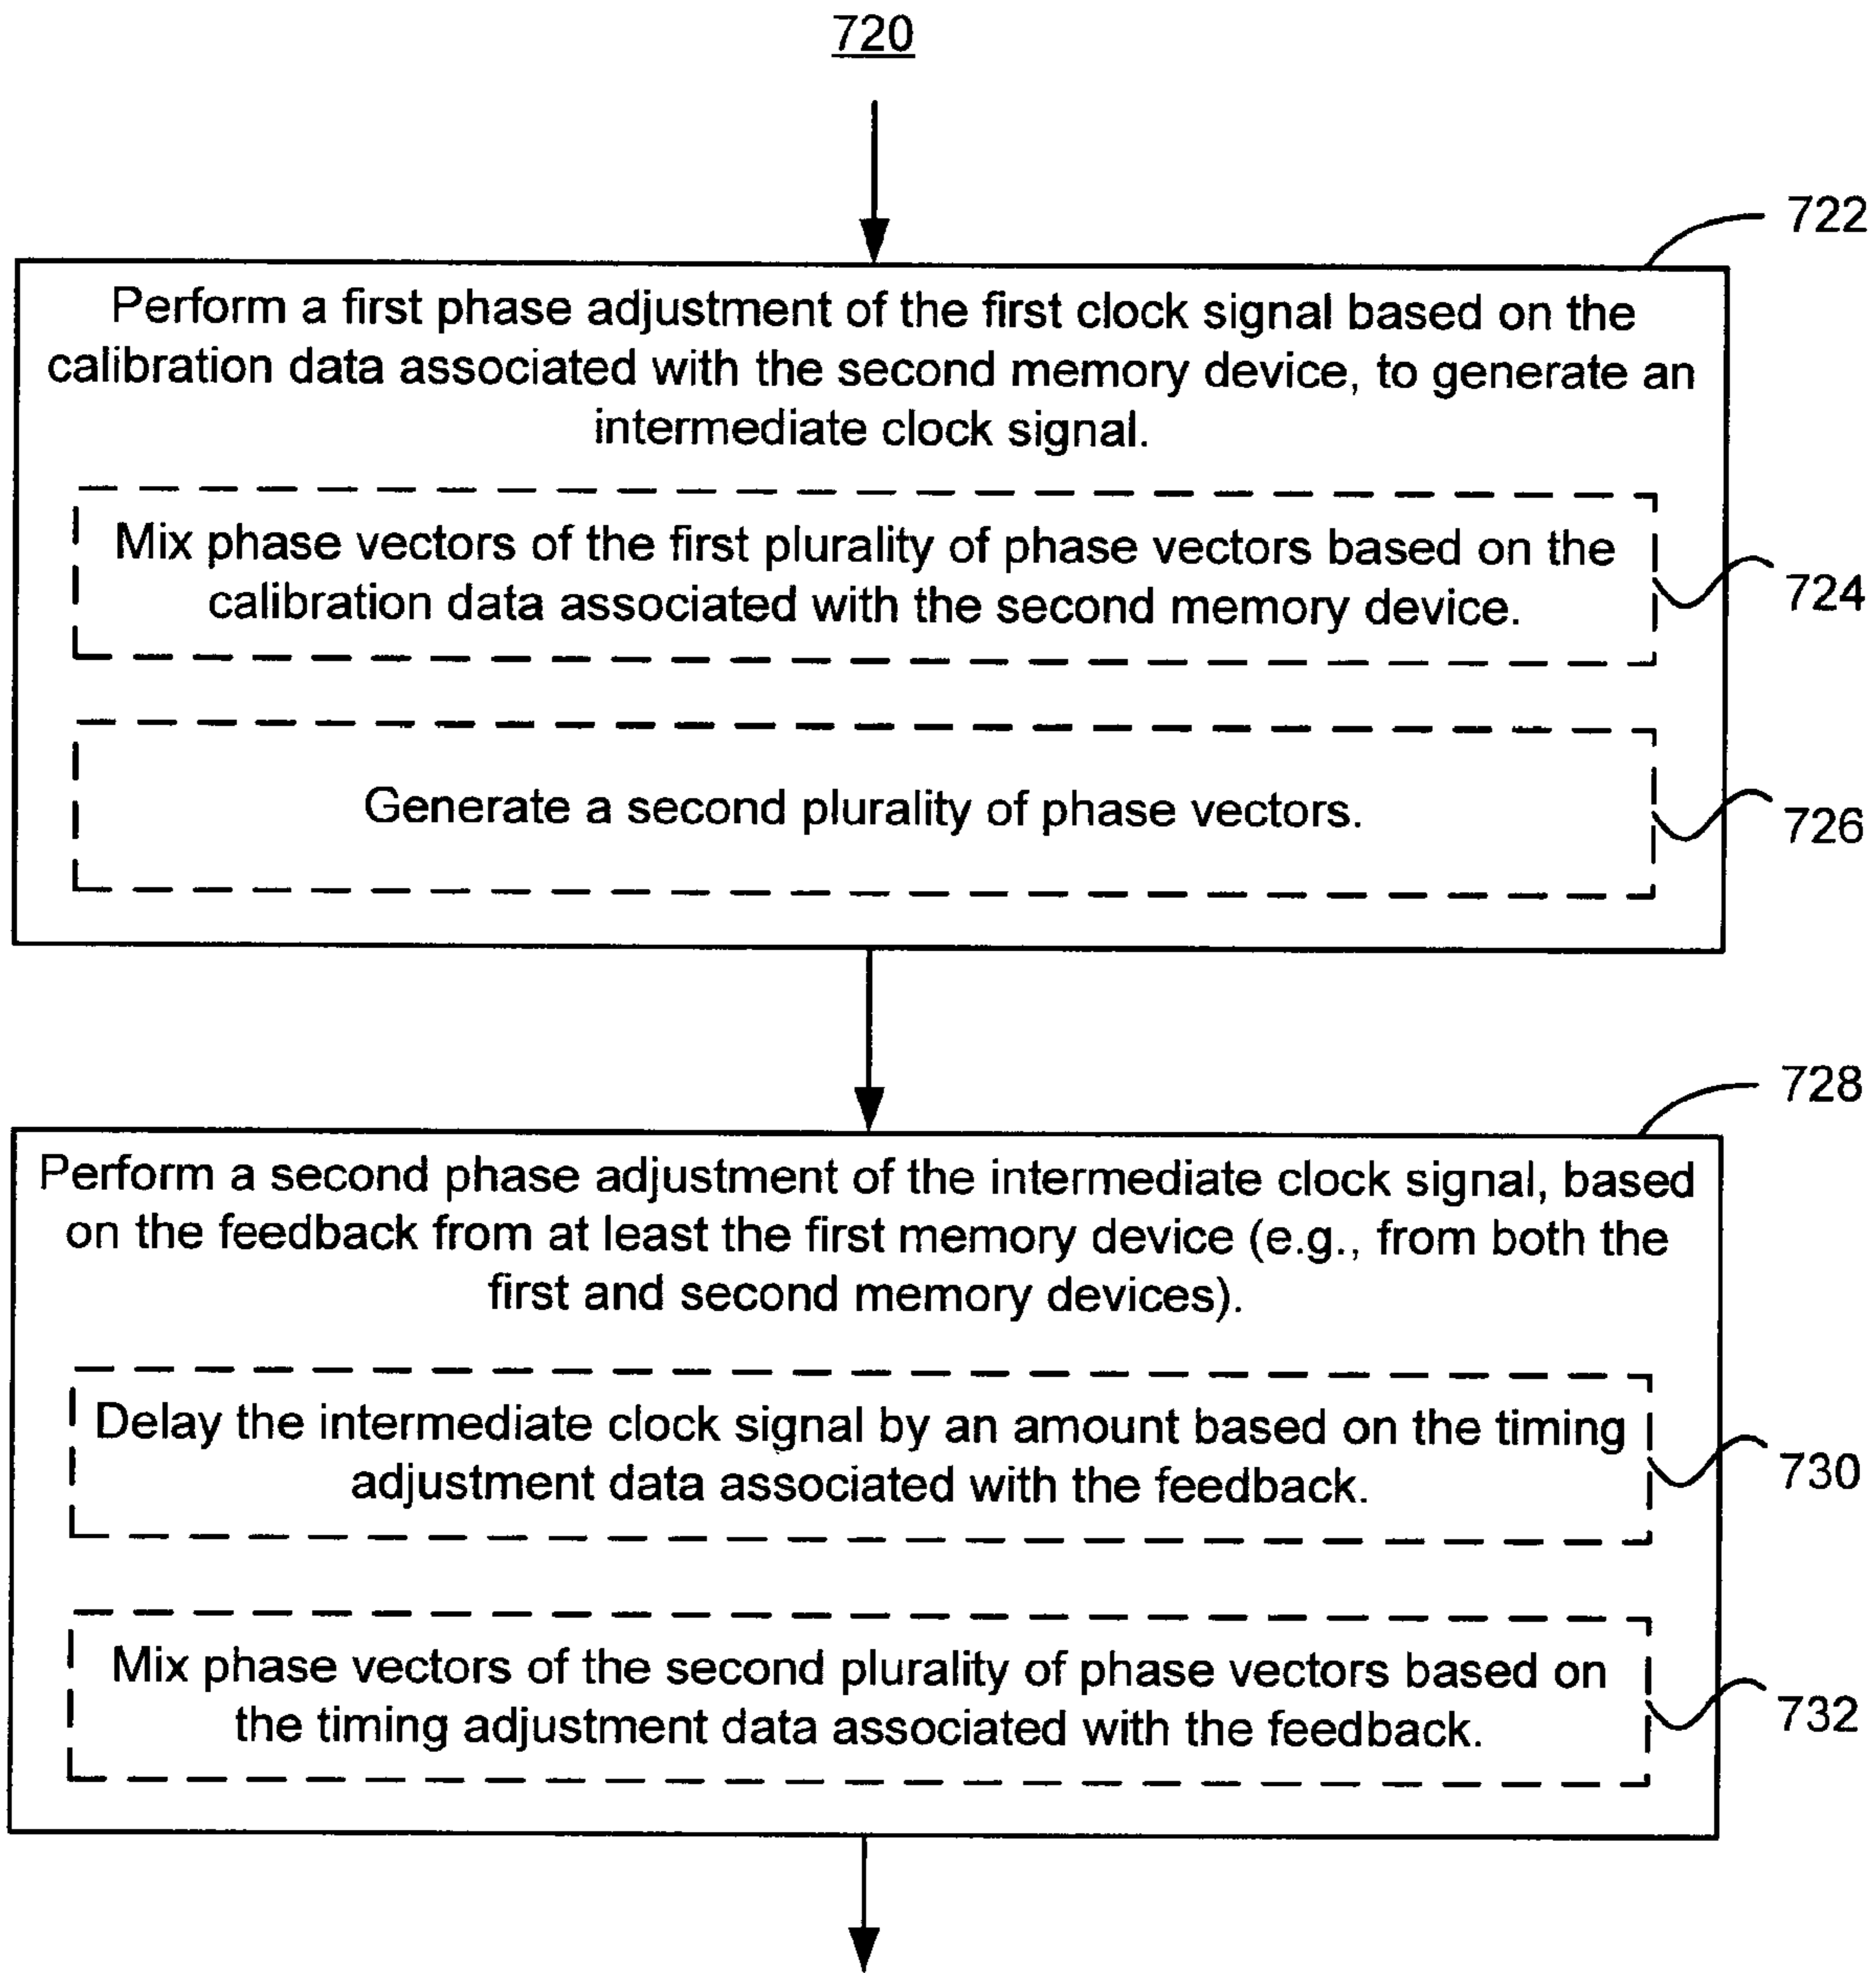 720
722
Perform a first phase adjustment of the first clock signal based on the
calibration data associated with the second memory device, to generate an
intermediate clock signal.
Mix phase vectors of the first plurality of phase vectors based on the
calibration data associated with the second memory device.
724
Generate a second plurality of phase vectors.
726
728
Perform a second phase adjustment of the intermediate clock signal, based
on the feedback from at least the first memory device (e.g., from both the
first and second memory devices).
Delay the intermediate clock signal by an amount based on the timing
adjustment data associated with the feedback.
730
Mix phase vectors of the second plurality of phase vectors based on
the timing adjustment data associated with the feedback.
732